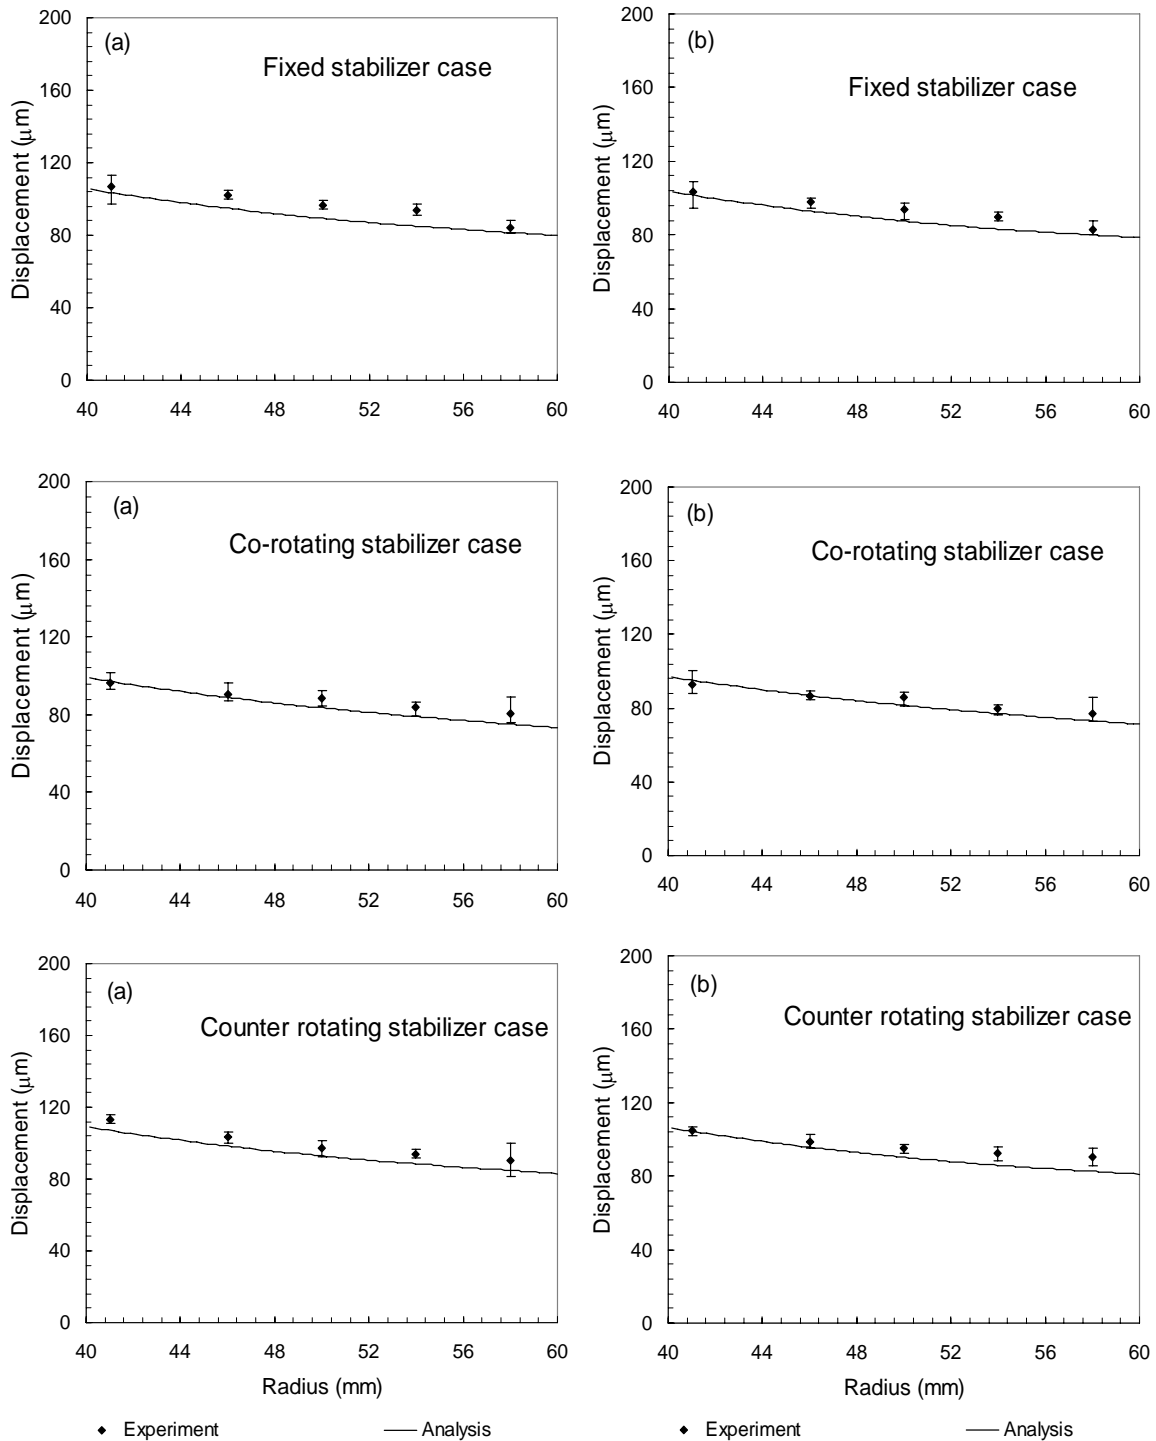 (a)
Fixed stabilizer case
Displacement (μm)
200
160
120
80
40
0
40 44 48 52 56 60
(b)
Fixed stabilizer case
Displacement (μm)
200
160
120
80
40
0
40 44 48 52 56 60
(a)
Co-rotating stabilizer case
Displacement (μm)
200
160
120
80
40
0
40 44 48 52 56 60
(b)
Co-rotating stabilizer case
Displacement (μm)
200
160
120
80
40
0
40 44 48 52 56 60
(a)
Counter rotating stabilizer case
Displacement (μm)
200
160
120
80
40
0
40 44 48 52 56 60
Radius (mm)
Experiment Analysis
(b)
Counter rotating stabilizer case
Displacement (μm)
200
160
120
80
40
0
40 44 48 52 56 60
Radius (mm)
Experiment Analysis